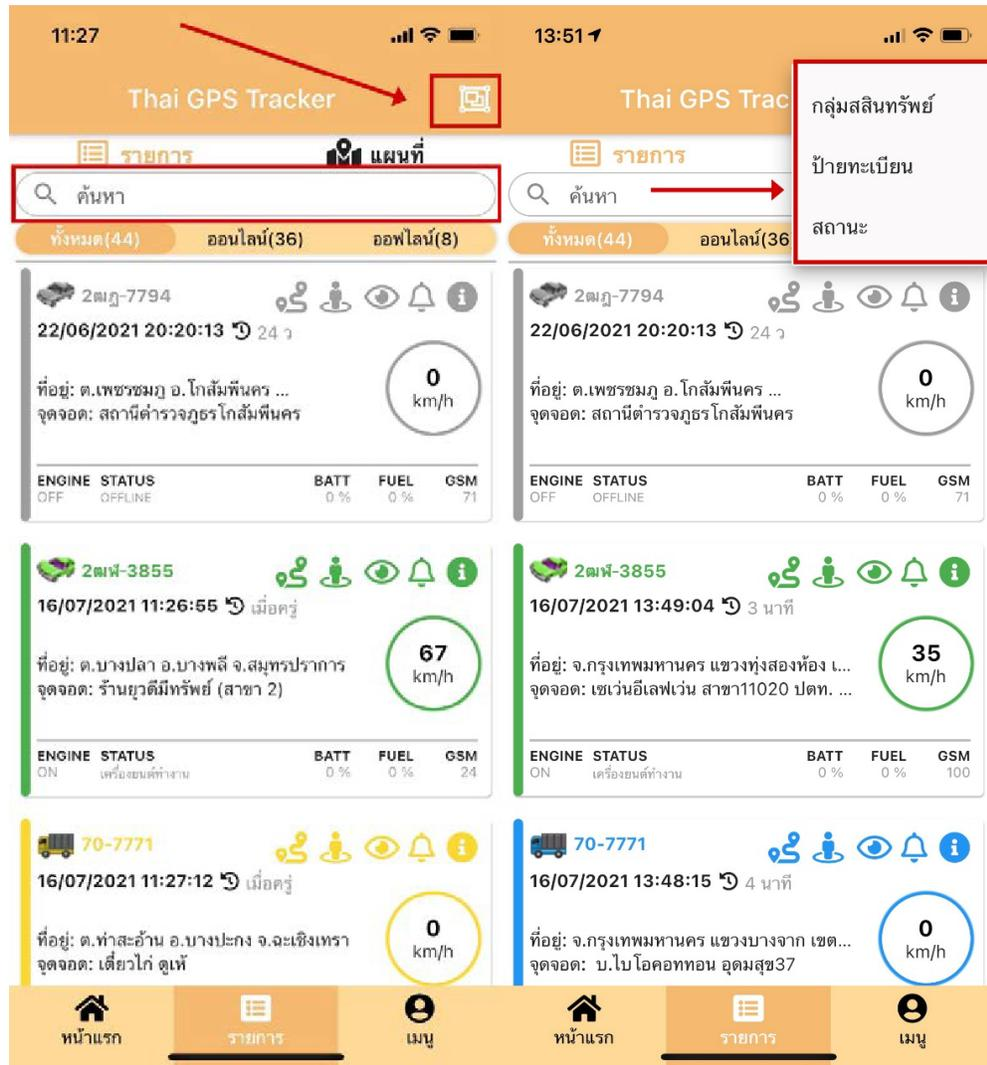 11:27
Thai GPS Tracker
รายการ
แผนที่
ค้นหา
ทั้งหมด(44) ออนไลน์(36) ออฟไลน์(8)
2ฒฎ-7794
22/06/2021 20:20:13 24 ว
ที่อยู่: ต.เพชรชมภู อ.โกสัมพีนคร ...
จุดจอด: สถานีตำรวจภูธรโกสัมพีนคร
0
km/h
ENGINE STATUS BATT FUEL GSM
OFF OFFLINE 0 % 0 % 71
2ฒฬ-3855
16/07/2021 11:26:55 เมื่อครู่
ที่อยู่: ต.บางปลา อ.บางพลี จ.สมุทรปราการ
จุดจอด: ร้านยุวดีมีทรัพย์ (สาขา 2)
67
km/h
ENGINE STATUS BATT FUEL GSM
ON เครื่องยนต์ทำงาน 0 % 0 % 24
70-7771
16/07/2021 11:27:12 เมื่อครู่
ที่อยู่: ต.ท่าสะอ้าน อ.บางปะกง จ.ฉะเชิงเทรา
จุดจอด: เตี๋ยวไก่ ดูเห้
0
km/h
หน้าแรก รายการ เมนู
13:51
Thai GPS Trac
กลุ่มสสินทรัพย์
ป้ายทะเบียน
สถานะ
รายการ
ค้นหา
ทั้งหมด(44) ออนไลน์(36
2ฒฎ-7794
22/06/2021 20:20:13 24 ว
ที่อยู่: ต.เพชรชมภู อ.โกสัมพีนคร ...
จุดจอด: สถานีตำรวจภูธรโกสัมพีนคร
0
km/h
ENGINE STATUS BATT FUEL GSM
OFF OFFLINE 0 % 0 % 71
2ฒฬ-3855
16/07/2021 13:49:04 3 นาที
ที่อยู่: จ.กรุงเทพมหานคร แขวงทุ่งสองห้อง เ...
จุดจอด: เซเว่นอีเลฟเว่น สาขา11020 ปตท. ...
35
km/h
ENGINE STATUS BATT FUEL GSM
ON เครื่องยนต์ทำงาน 0 % 0 % 100
70-7771
16/07/2021 13:48:15 4 นาที
ที่อยู่: จ.กรุงเทพมหานคร แขวงบางจาก เขต...
จุดจอด: บ.ไบโอคอททอน อุดมสุข37
0
km/h
หน้าแรก รายการ เมนู